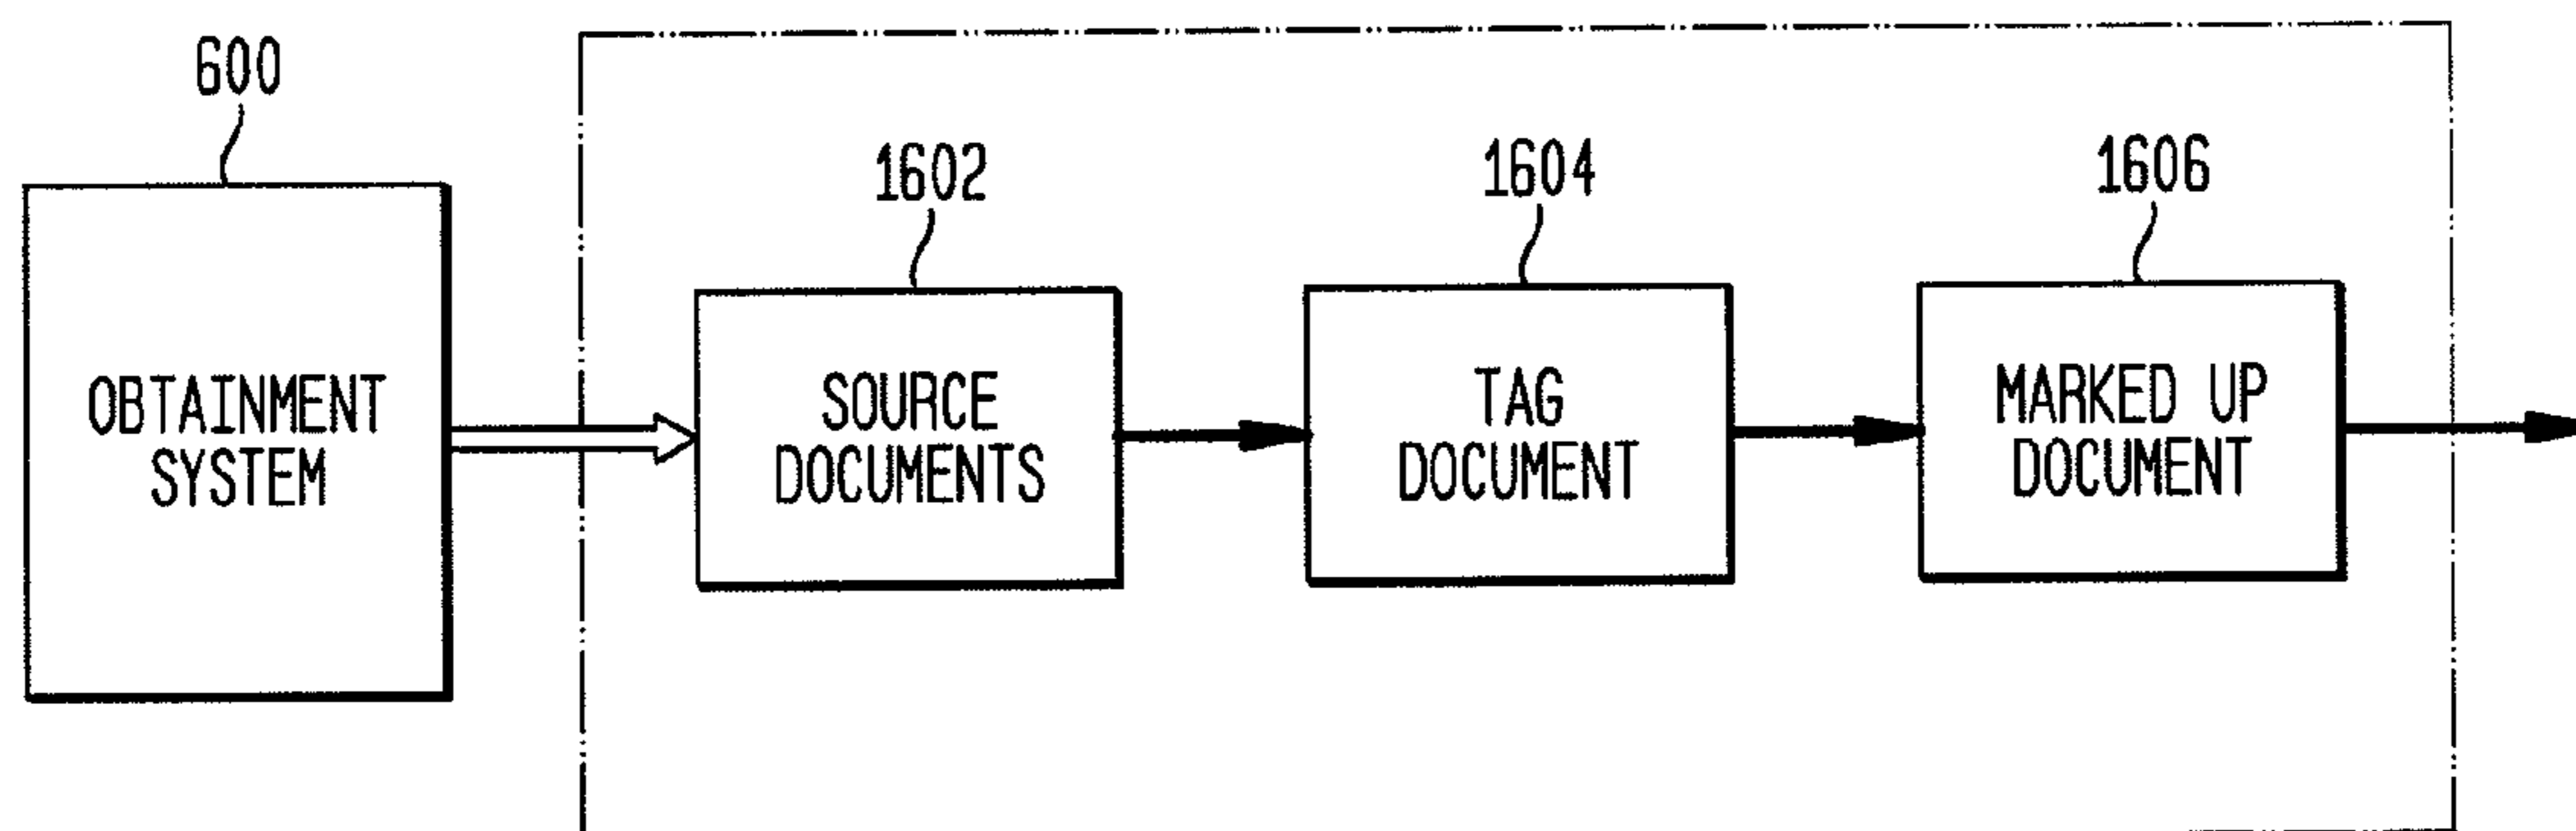 600
OBTAINMENT
SYSTEM
1602
SOURCE
DOCUMENTS
1604
TAG
DOCUMENT
1606
MARKED UP
DOCUMENT